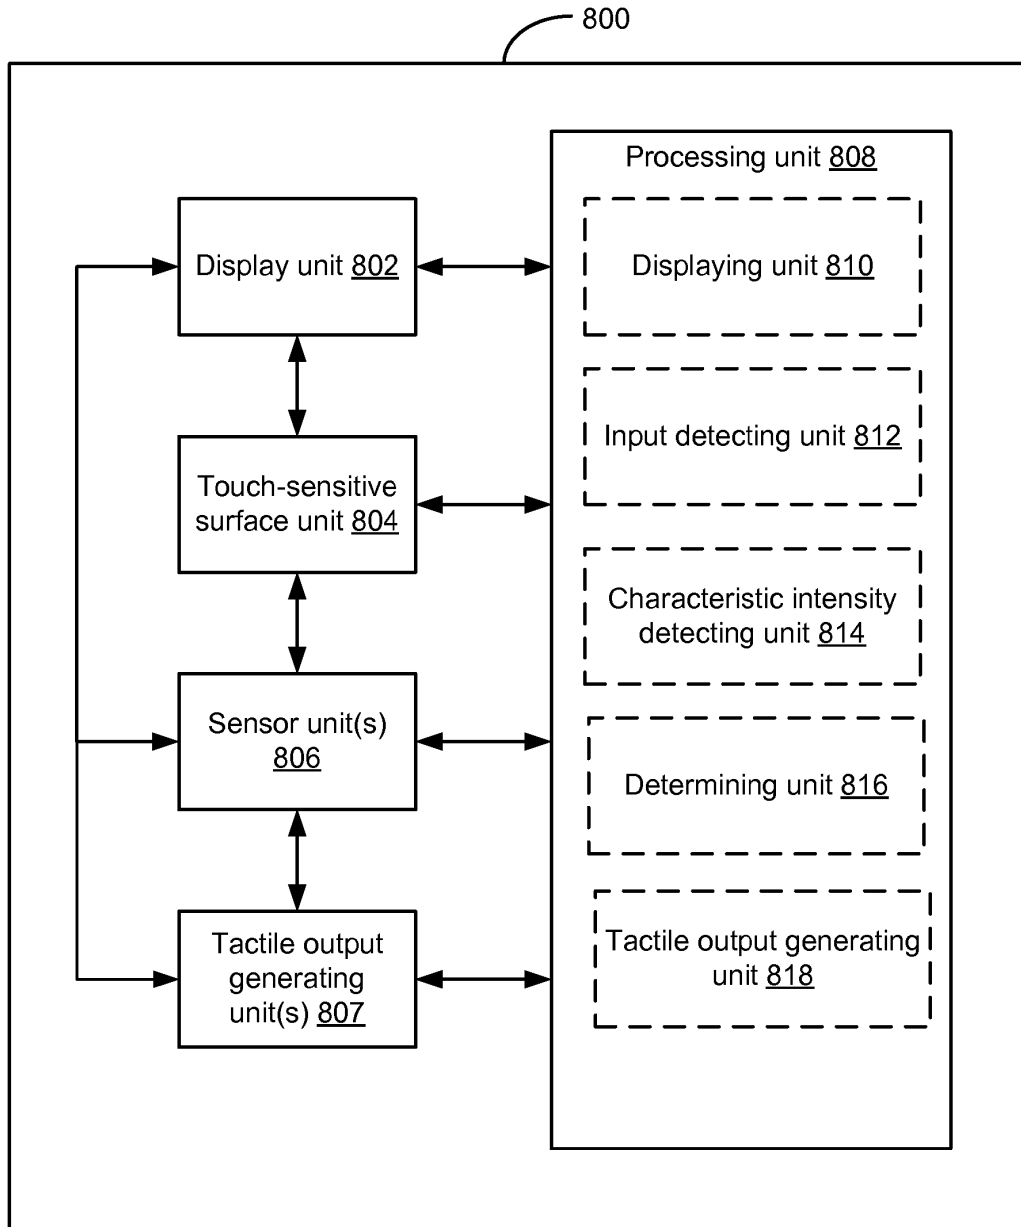 800
Processing unit 808
Display unit 802
Displaying unit 810
Input detecting unit 812
Touch-sensitive
surface unit 804
Characteristic intensity
detecting unit 814
Sensor unit(s)
806
Determining unit 816
Tactile output
generating
unit(s) 807
Tactile output generating
unit 818